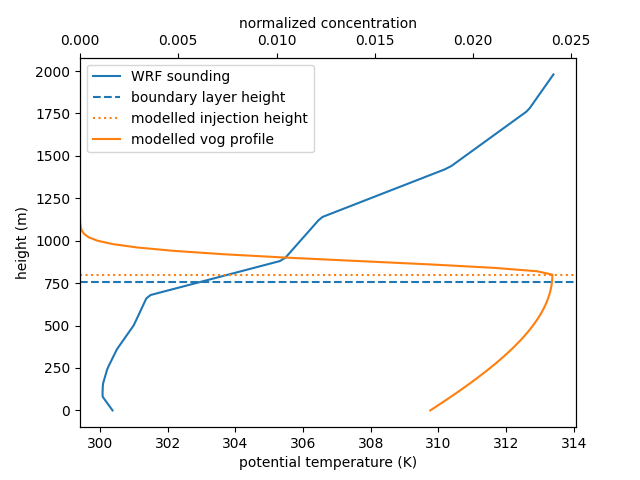 normalized concentration
0.000 0.005 0.010 0.015 0.020 0.025
WRF sounding
boundary layer height
modelled injection height
modelled vog profile
height (m)
2000
1750
1500
1250
1000
750
500
250
0
300 302 304 306 308 310 312 314
potential temperature (K)